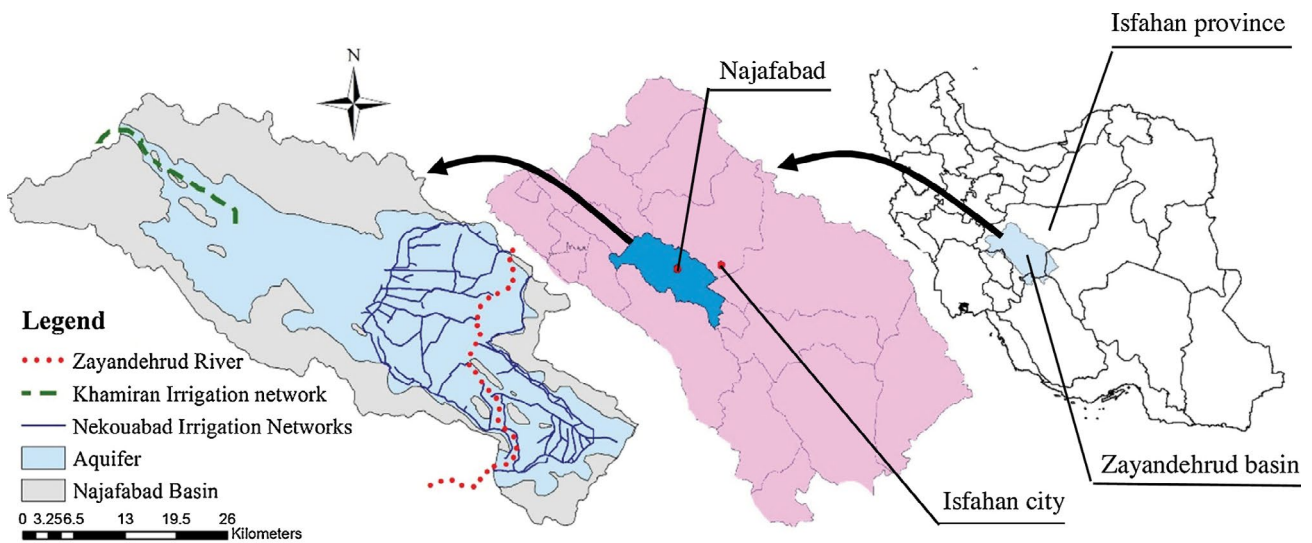 Isfahan province
N
Najafabad
Legend
Zayandehrud River
Khamiran Irrigation network
Nekouabad Irrigation Networks
Aquifer
Najafabad Basin
0 3.25 6.5 13 19.5 26
Kilometers
Zayandehrud basin
Isfahan city